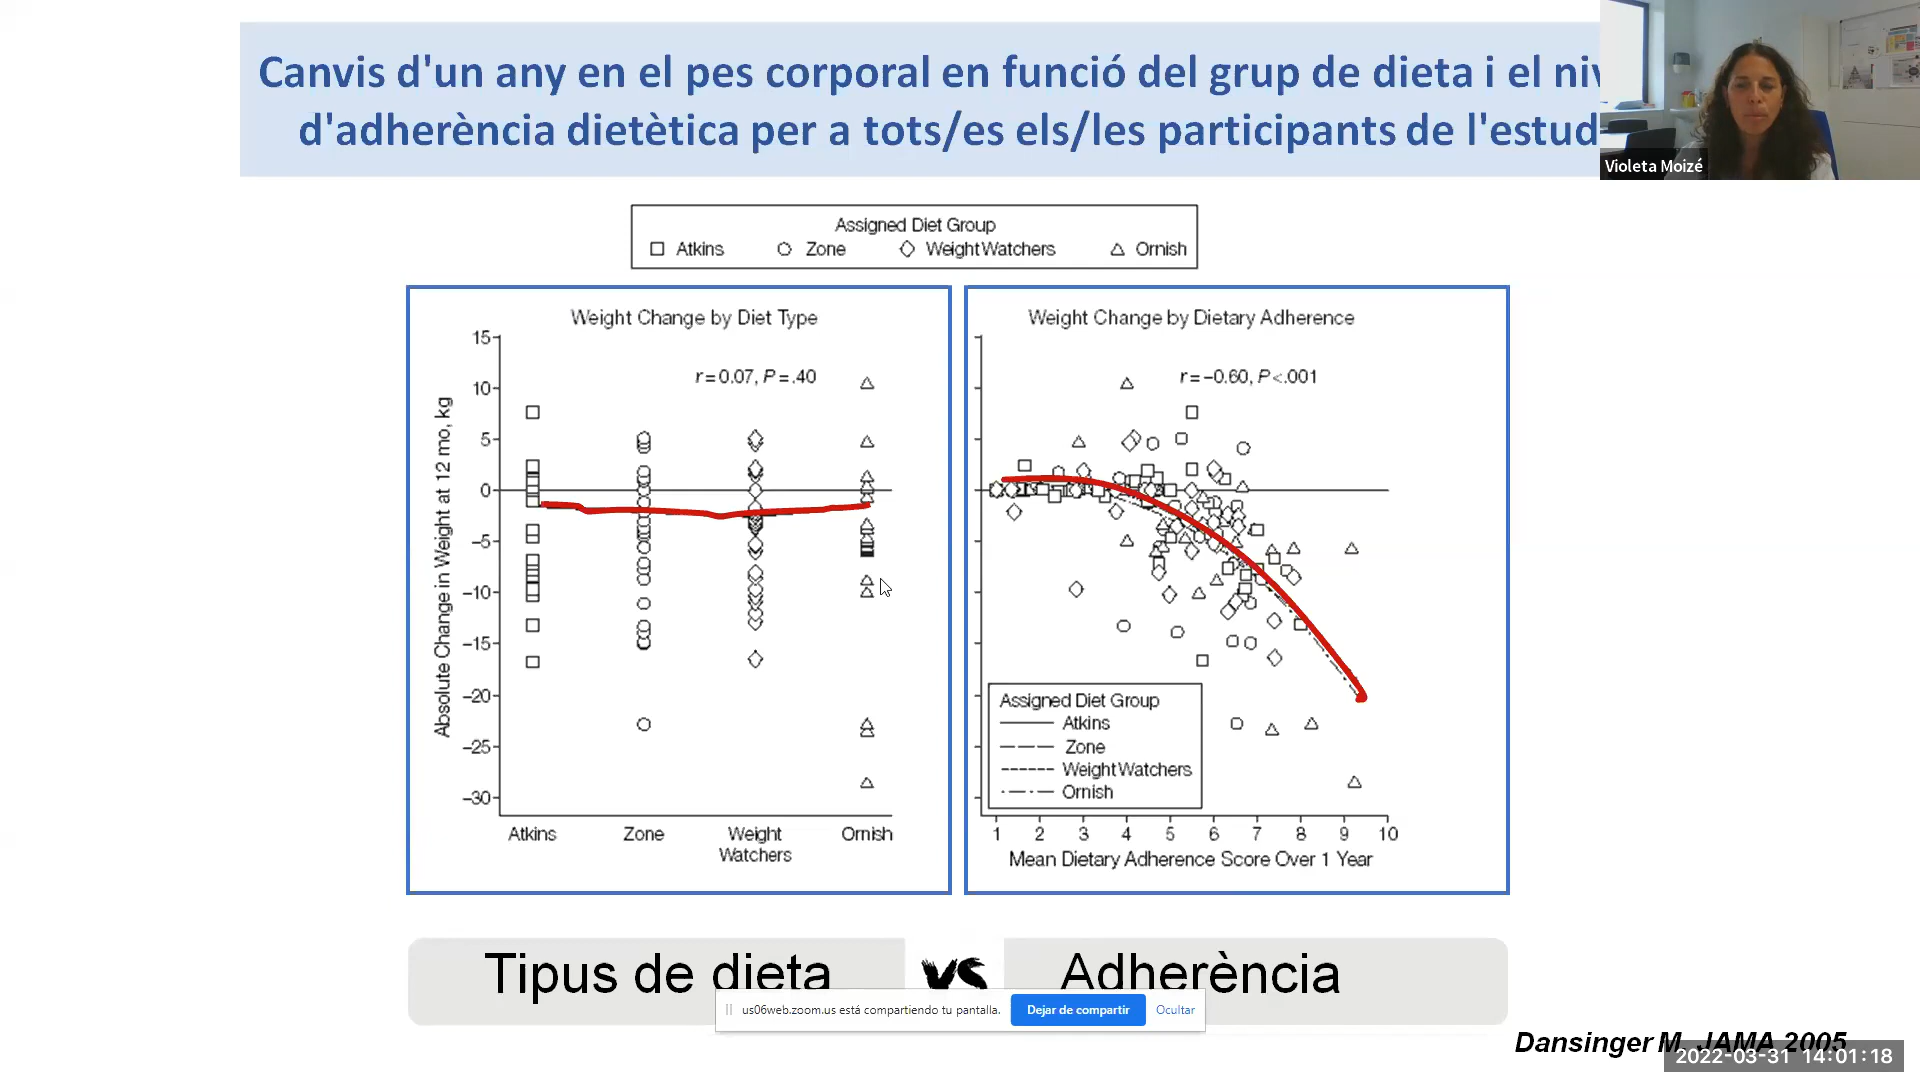 Canvis d'un any en el pes corporal en funció del grup de dieta i el niv
d'adherència dietètica per a tots/es els/les participants de l'estud
Violeta Moizé
Assigned Diet Group
Atkins Zone Weight Watchers Ornish
Weight Change by Diet Type
r=0.07, P=.40
Absolute Change in Weight at 12 mo, kg
15
10
5
0
−5
−10
−15
−20
−25
−30
Atkins Zone Weight Ornish
Watchers
Weight Change by Dietary Adherence
r=−0.60, P<.001
Assigned Diet Group
Atkins
Zone
Weight Watchers
Ornish
1 2 3 4 5 6 7 8 9 10
Mean Dietary Adherence Score Over 1 Year
Tipus de dieta vs Adherència
us06web.zoom.us está compartiendo tu pantalla. Dejar de compartir Ocultar
Dansinger M, JAMA 2005
2022-03-31 14:01:18